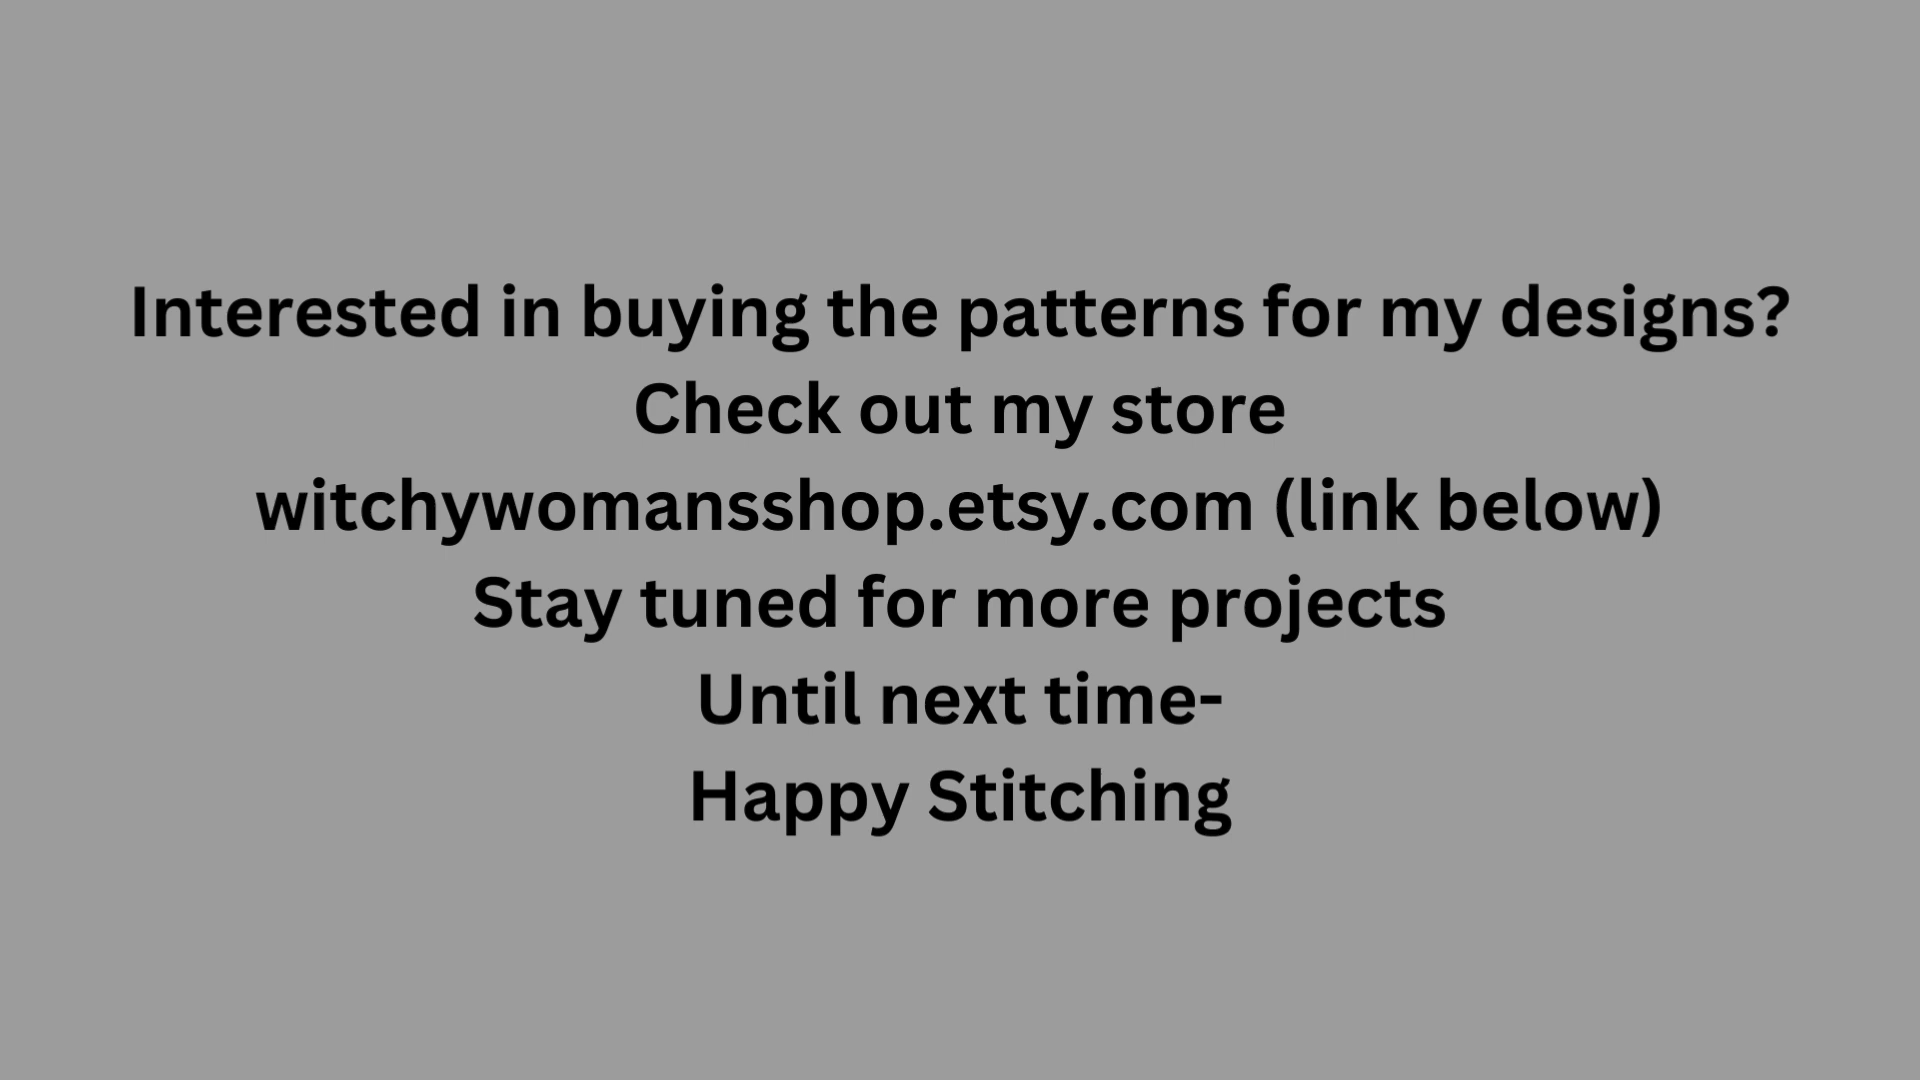 Interested in buying the patterns for my designs?
Check out my store
witchywomansshop.etsy.com (link below)
Stay tuned for more projects
Until next time-
Happy Stitching